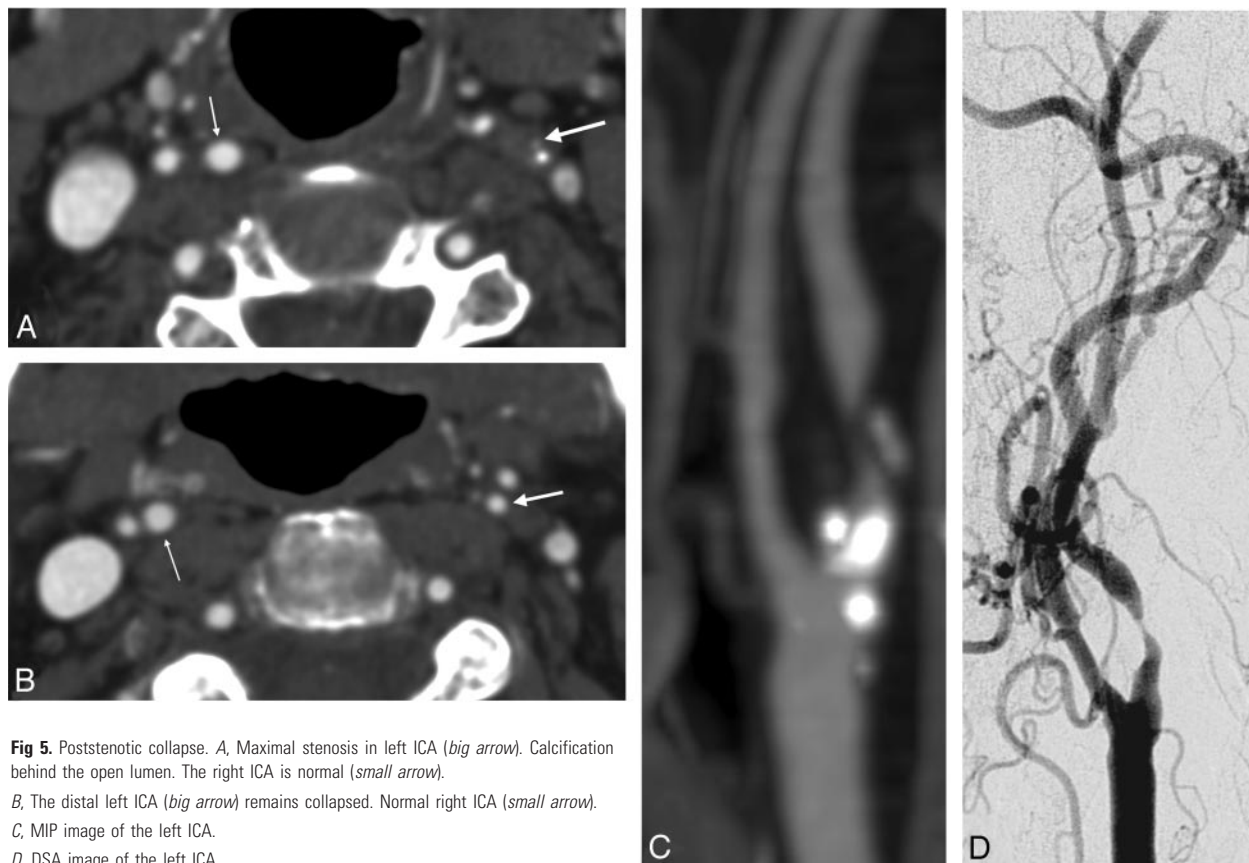 A
B
C
D
Fig 5. Poststenotic collapse. A, Maximal stenosis in left ICA (big arrow). Calcification
behind the open lumen. The right ICA is normal (small arrow).
B, The distal left ICA (big arrow) remains collapsed. Normal right ICA (small arrow).
C, MIP image of the left ICA.
D, DSA image of the left ICA.